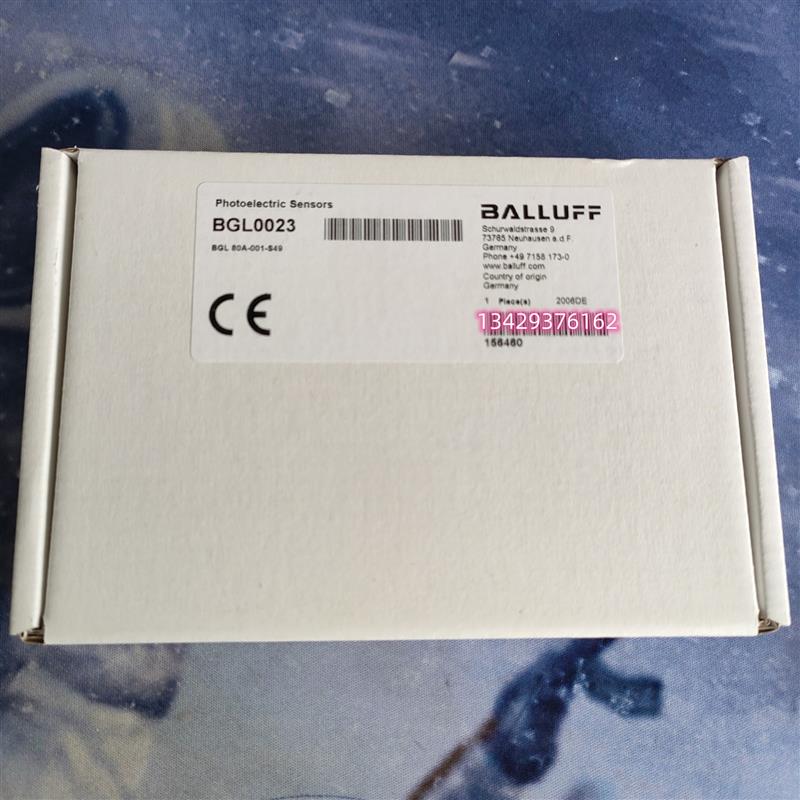 Photoelectric Sensors
BGL0023
BGL 80A-001-S49
CE
BALLUFF
Schurwaldstrasse 9
73765 Neuhausen a.d.F.
Germany
Phone +49 7158 173-0
www.balluff.com
Country of origin
Germany
1 Piece(s) 2008DE
13429376162
156460